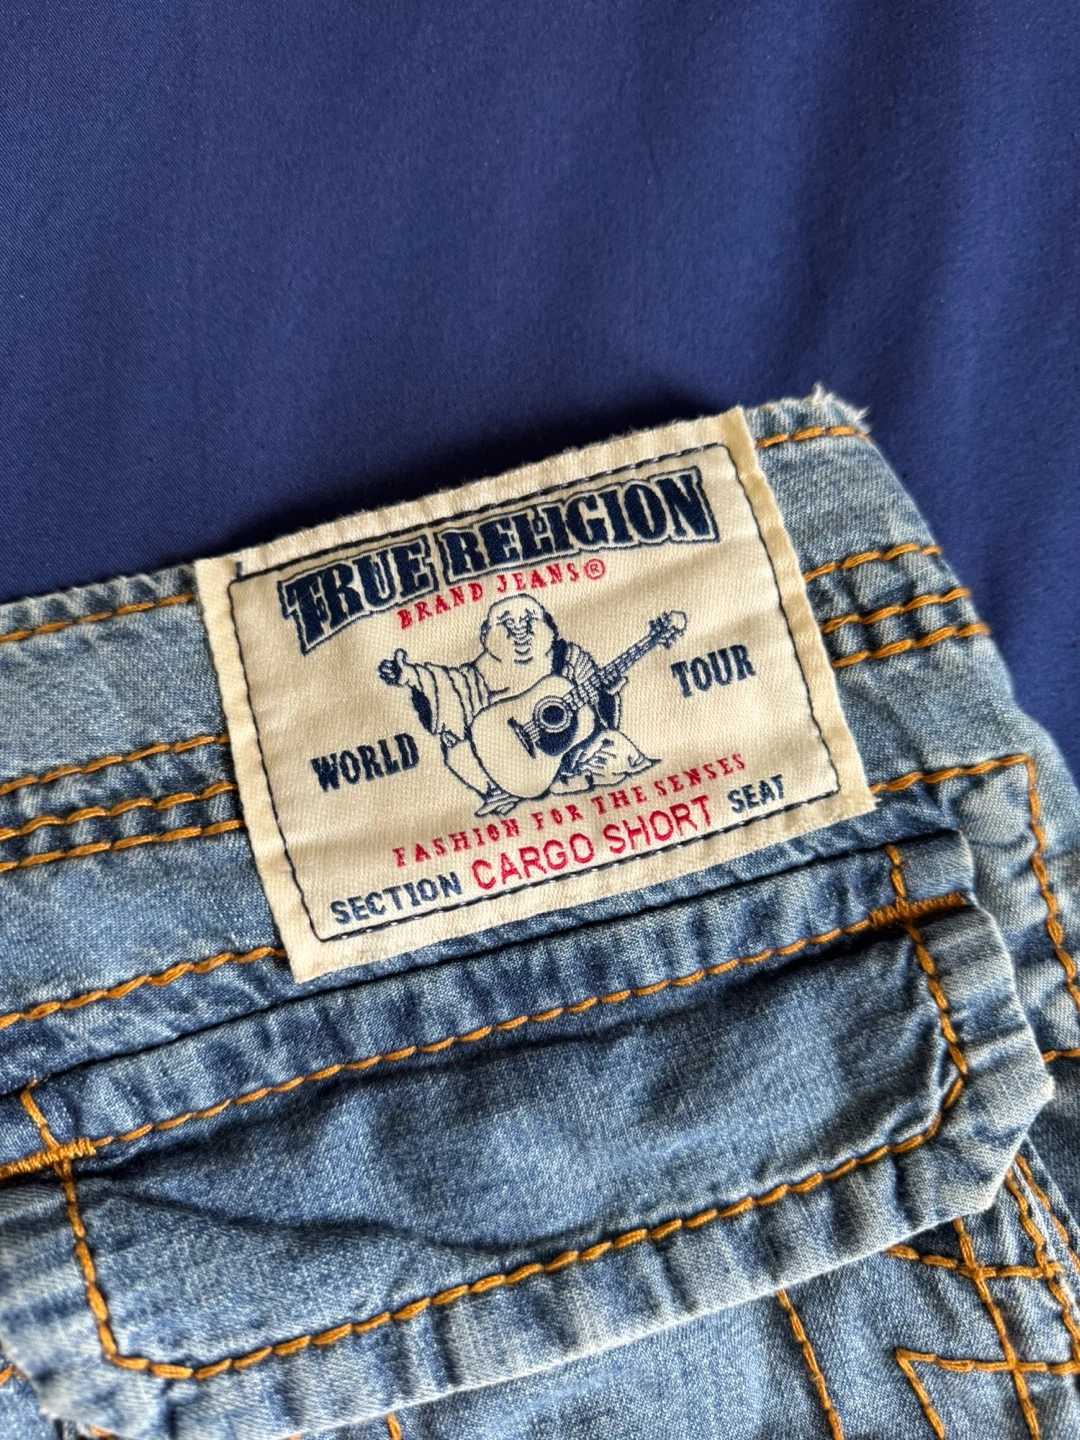 TRUE RELIGION
BRAND JEANS®
WORLD TOUR
FASHION FOR THE SENSES
SECTION CARGO SHORT SEAT